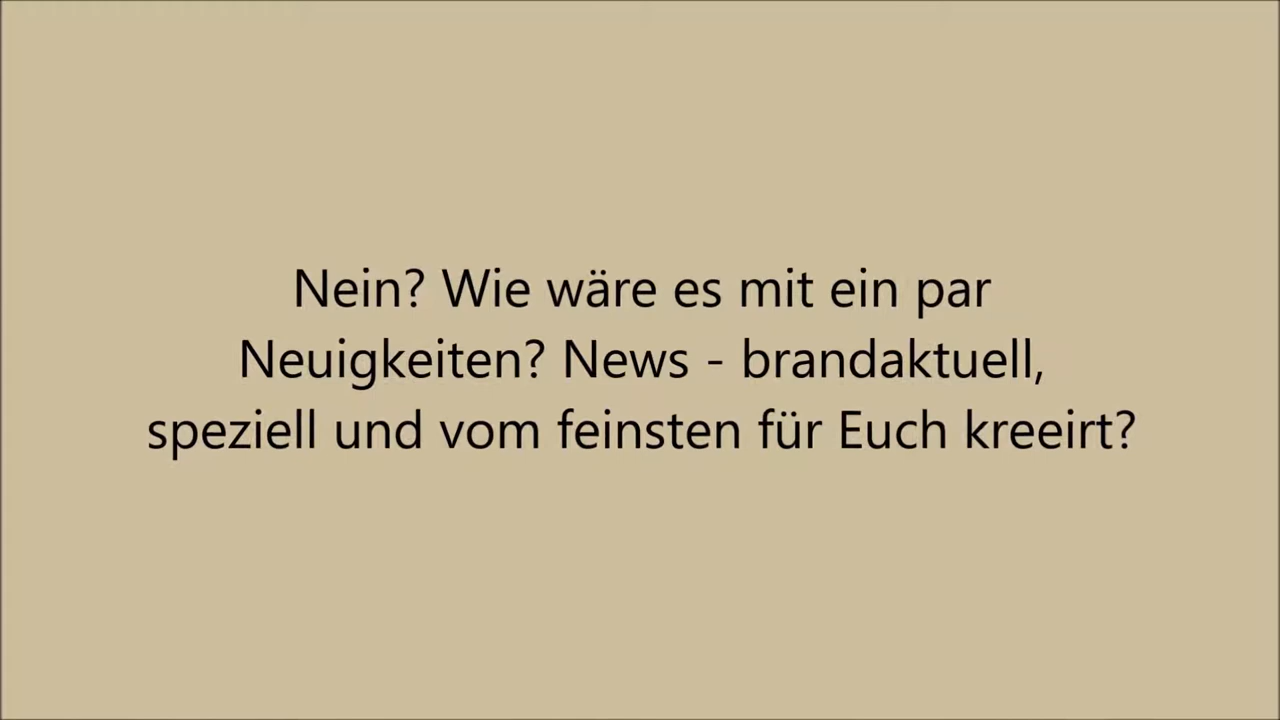 Nein? Wie wäre es mit ein par
Neuigkeiten? News - brandaktuell,
speziell und vom feinsten für Euch kreeirt?